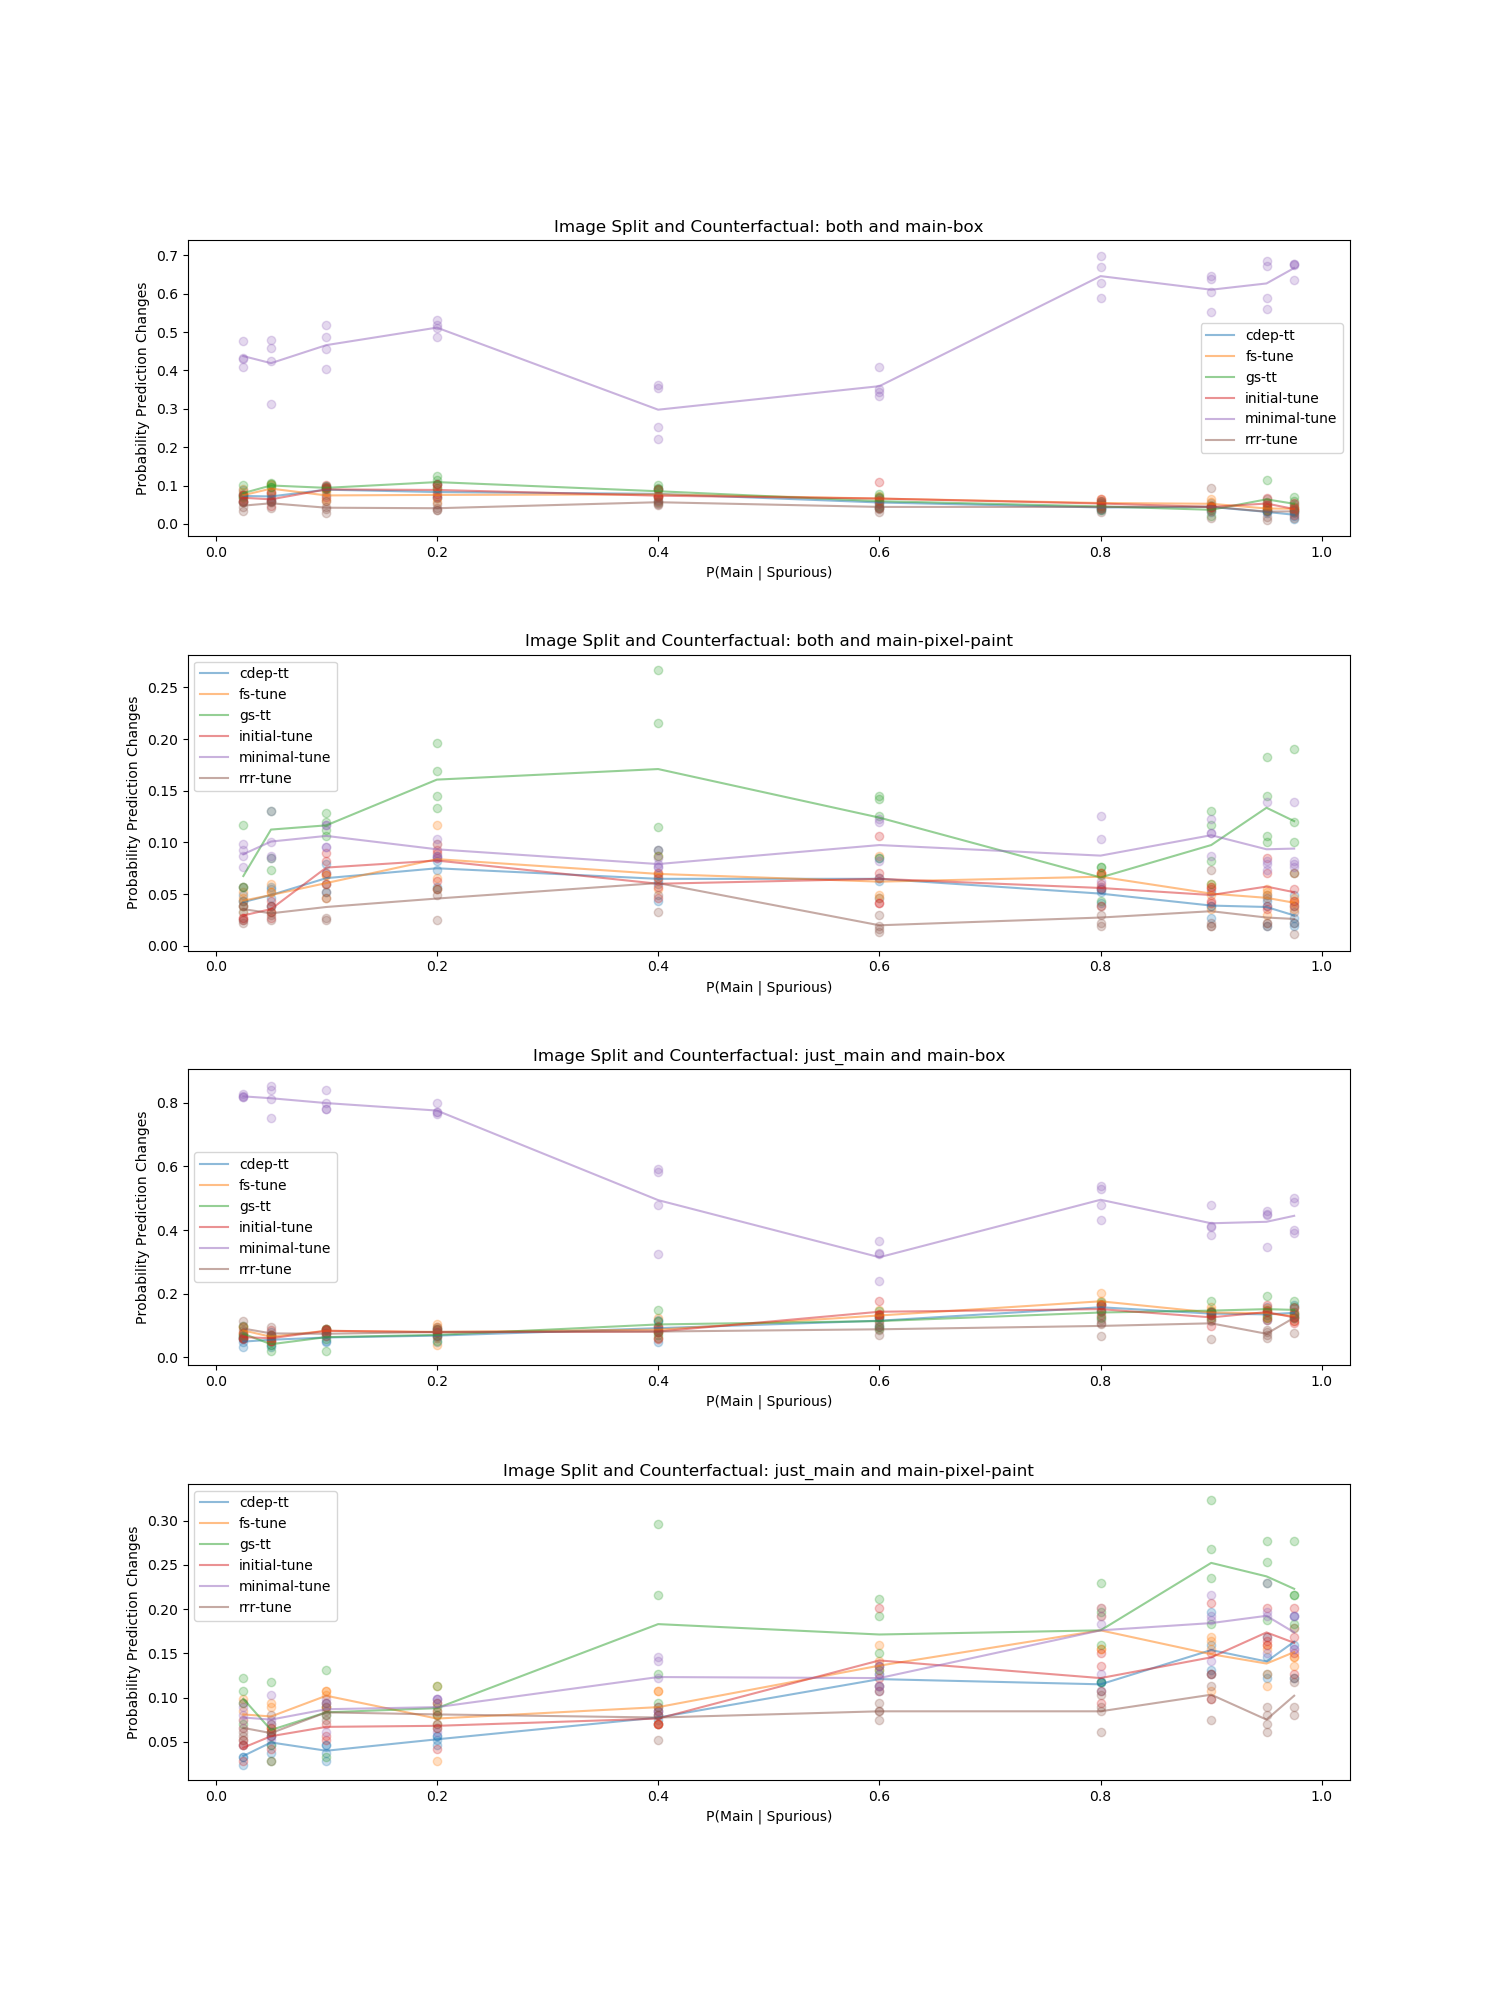 Image Split and Counterfactual: both and main-box
Probability Prediction Changes
0.7
0.6
0.5
0.4
0.3
0.2
0.1
0.0
cdep-tt
fs-tune
gs-tt
initial-tune
minimal-tune
rrr-tune
0.0 0.2 0.4 0.6 0.8 1.0
P(Main | Spurious)
Image Split and Counterfactual: both and main-pixel-paint
Probability Prediction Changes
0.25
0.20
0.15
0.10
0.05
0.00
cdep-tt
fs-tune
gs-tt
initial-tune
minimal-tune
rrr-tune
0.0 0.2 0.4 0.6 0.8 1.0
P(Main | Spurious)
Image Split and Counterfactual: just_main and main-box
Probability Prediction Changes
0.8
0.6
0.4
0.2
0.0
cdep-tt
fs-tune
gs-tt
initial-tune
minimal-tune
rrr-tune
0.0 0.2 0.4 0.6 0.8 1.0
P(Main | Spurious)
Image Split and Counterfactual: just_main and main-pixel-paint
Probability Prediction Changes
0.30
0.25
0.20
0.15
0.10
0.05
cdep-tt
fs-tune
gs-tt
initial-tune
minimal-tune
rrr-tune
0.0 0.2 0.4 0.6 0.8 1.0
P(Main | Spurious)